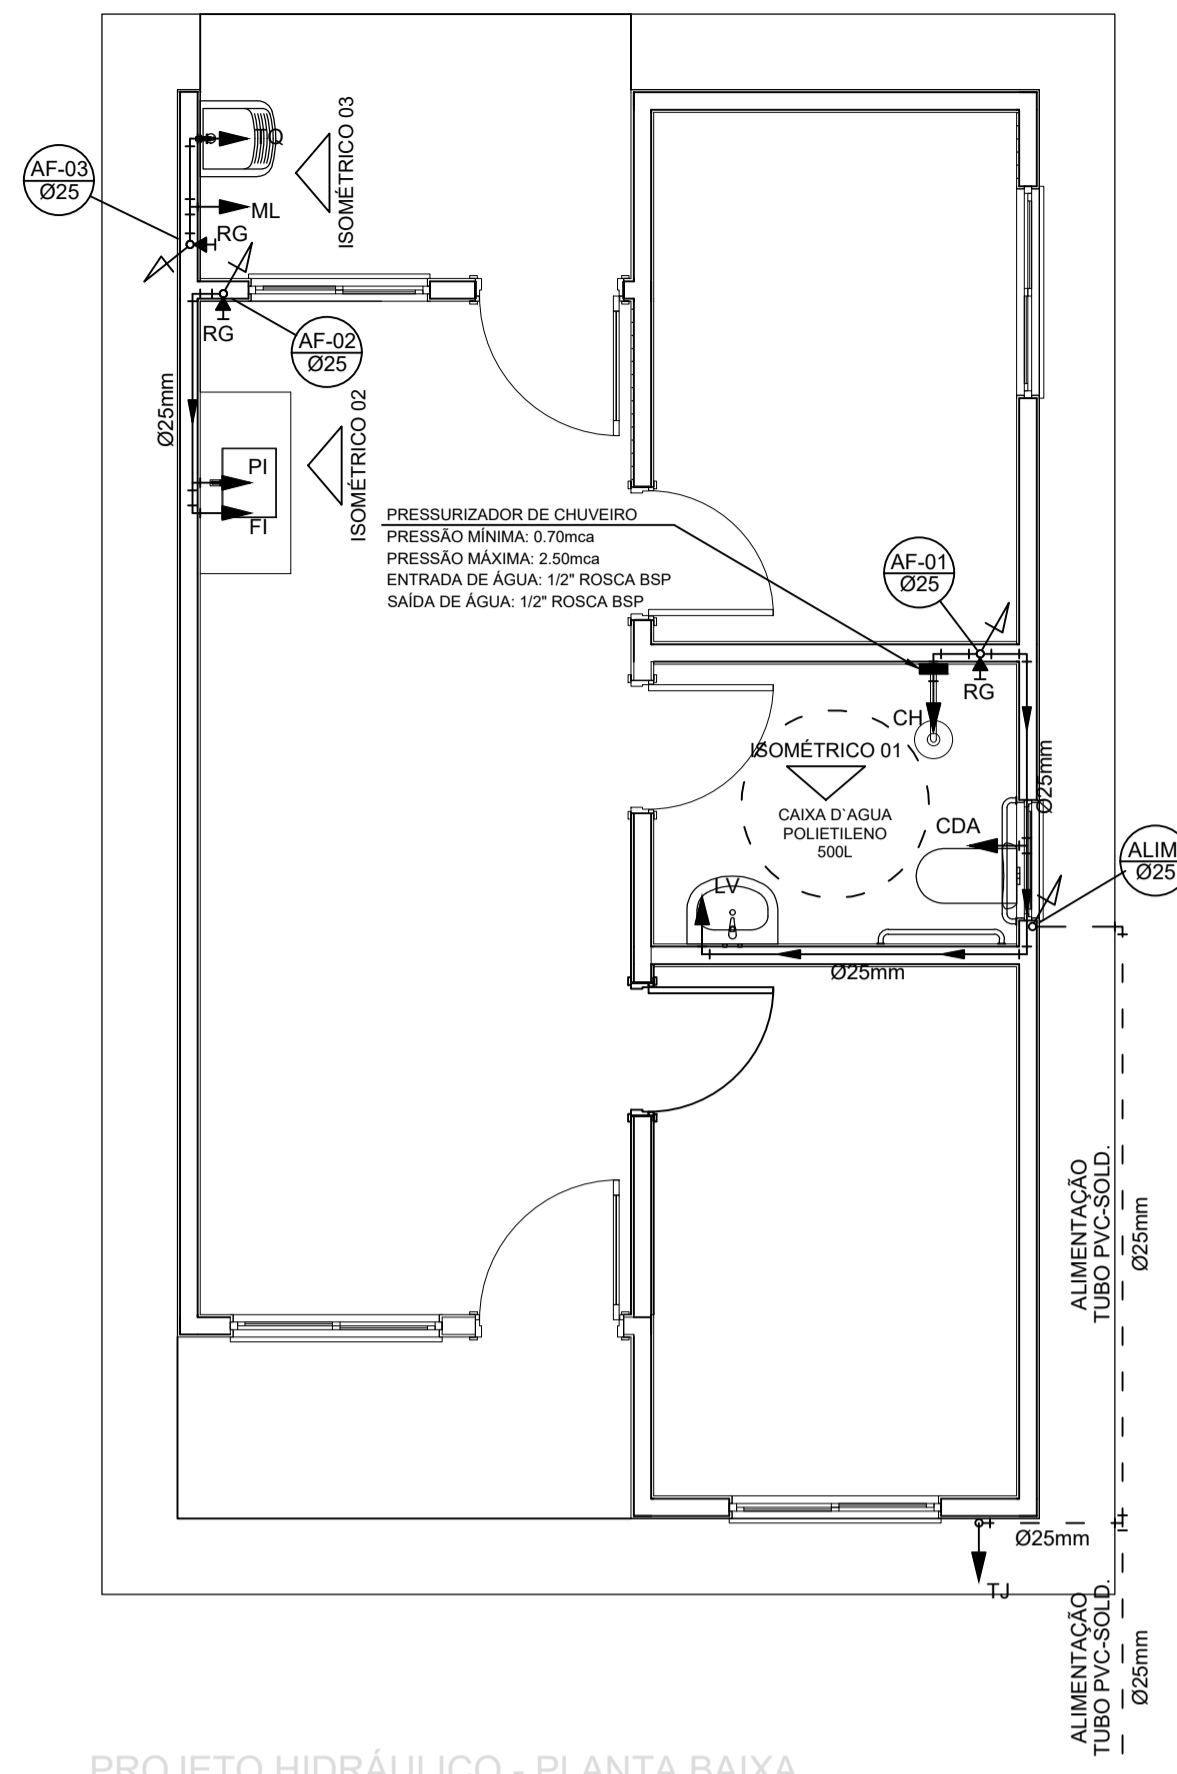 ISOMÉTRICO 03
TQ
AF-03
Ø25
ML
RG
RG
AF-02
Ø25
Ø25mm
ISOMÉTRICO 02
PI
FI
PRESSURIZADOR DE CHUVEIRO
PRESSÃO MÍNIMA: 0.70mca
PRESSÃO MÁXIMA: 2.50mca
ENTRADA DE ÁGUA: 1/2" ROSCA BSP
SAÍDA DE ÁGUA: 1/2" ROSCA BSP
AF-01
Ø25
RG
CH
ISOMÉTRICO 01
Ø25mm
CAIXA D`AGUA
POLIETILENO
500L
CDA
ALIM
Ø25
LV
Ø25mm
ALIMENTAÇÃO
TUBO PVC-SOLD.
Ø25mm
Ø25mm
TJ
ALIMENTAÇÃO
TUBO PVC-SOLD.
Ø25mm
PROJETO HIDRÁULICO - PLANTA BAIXA